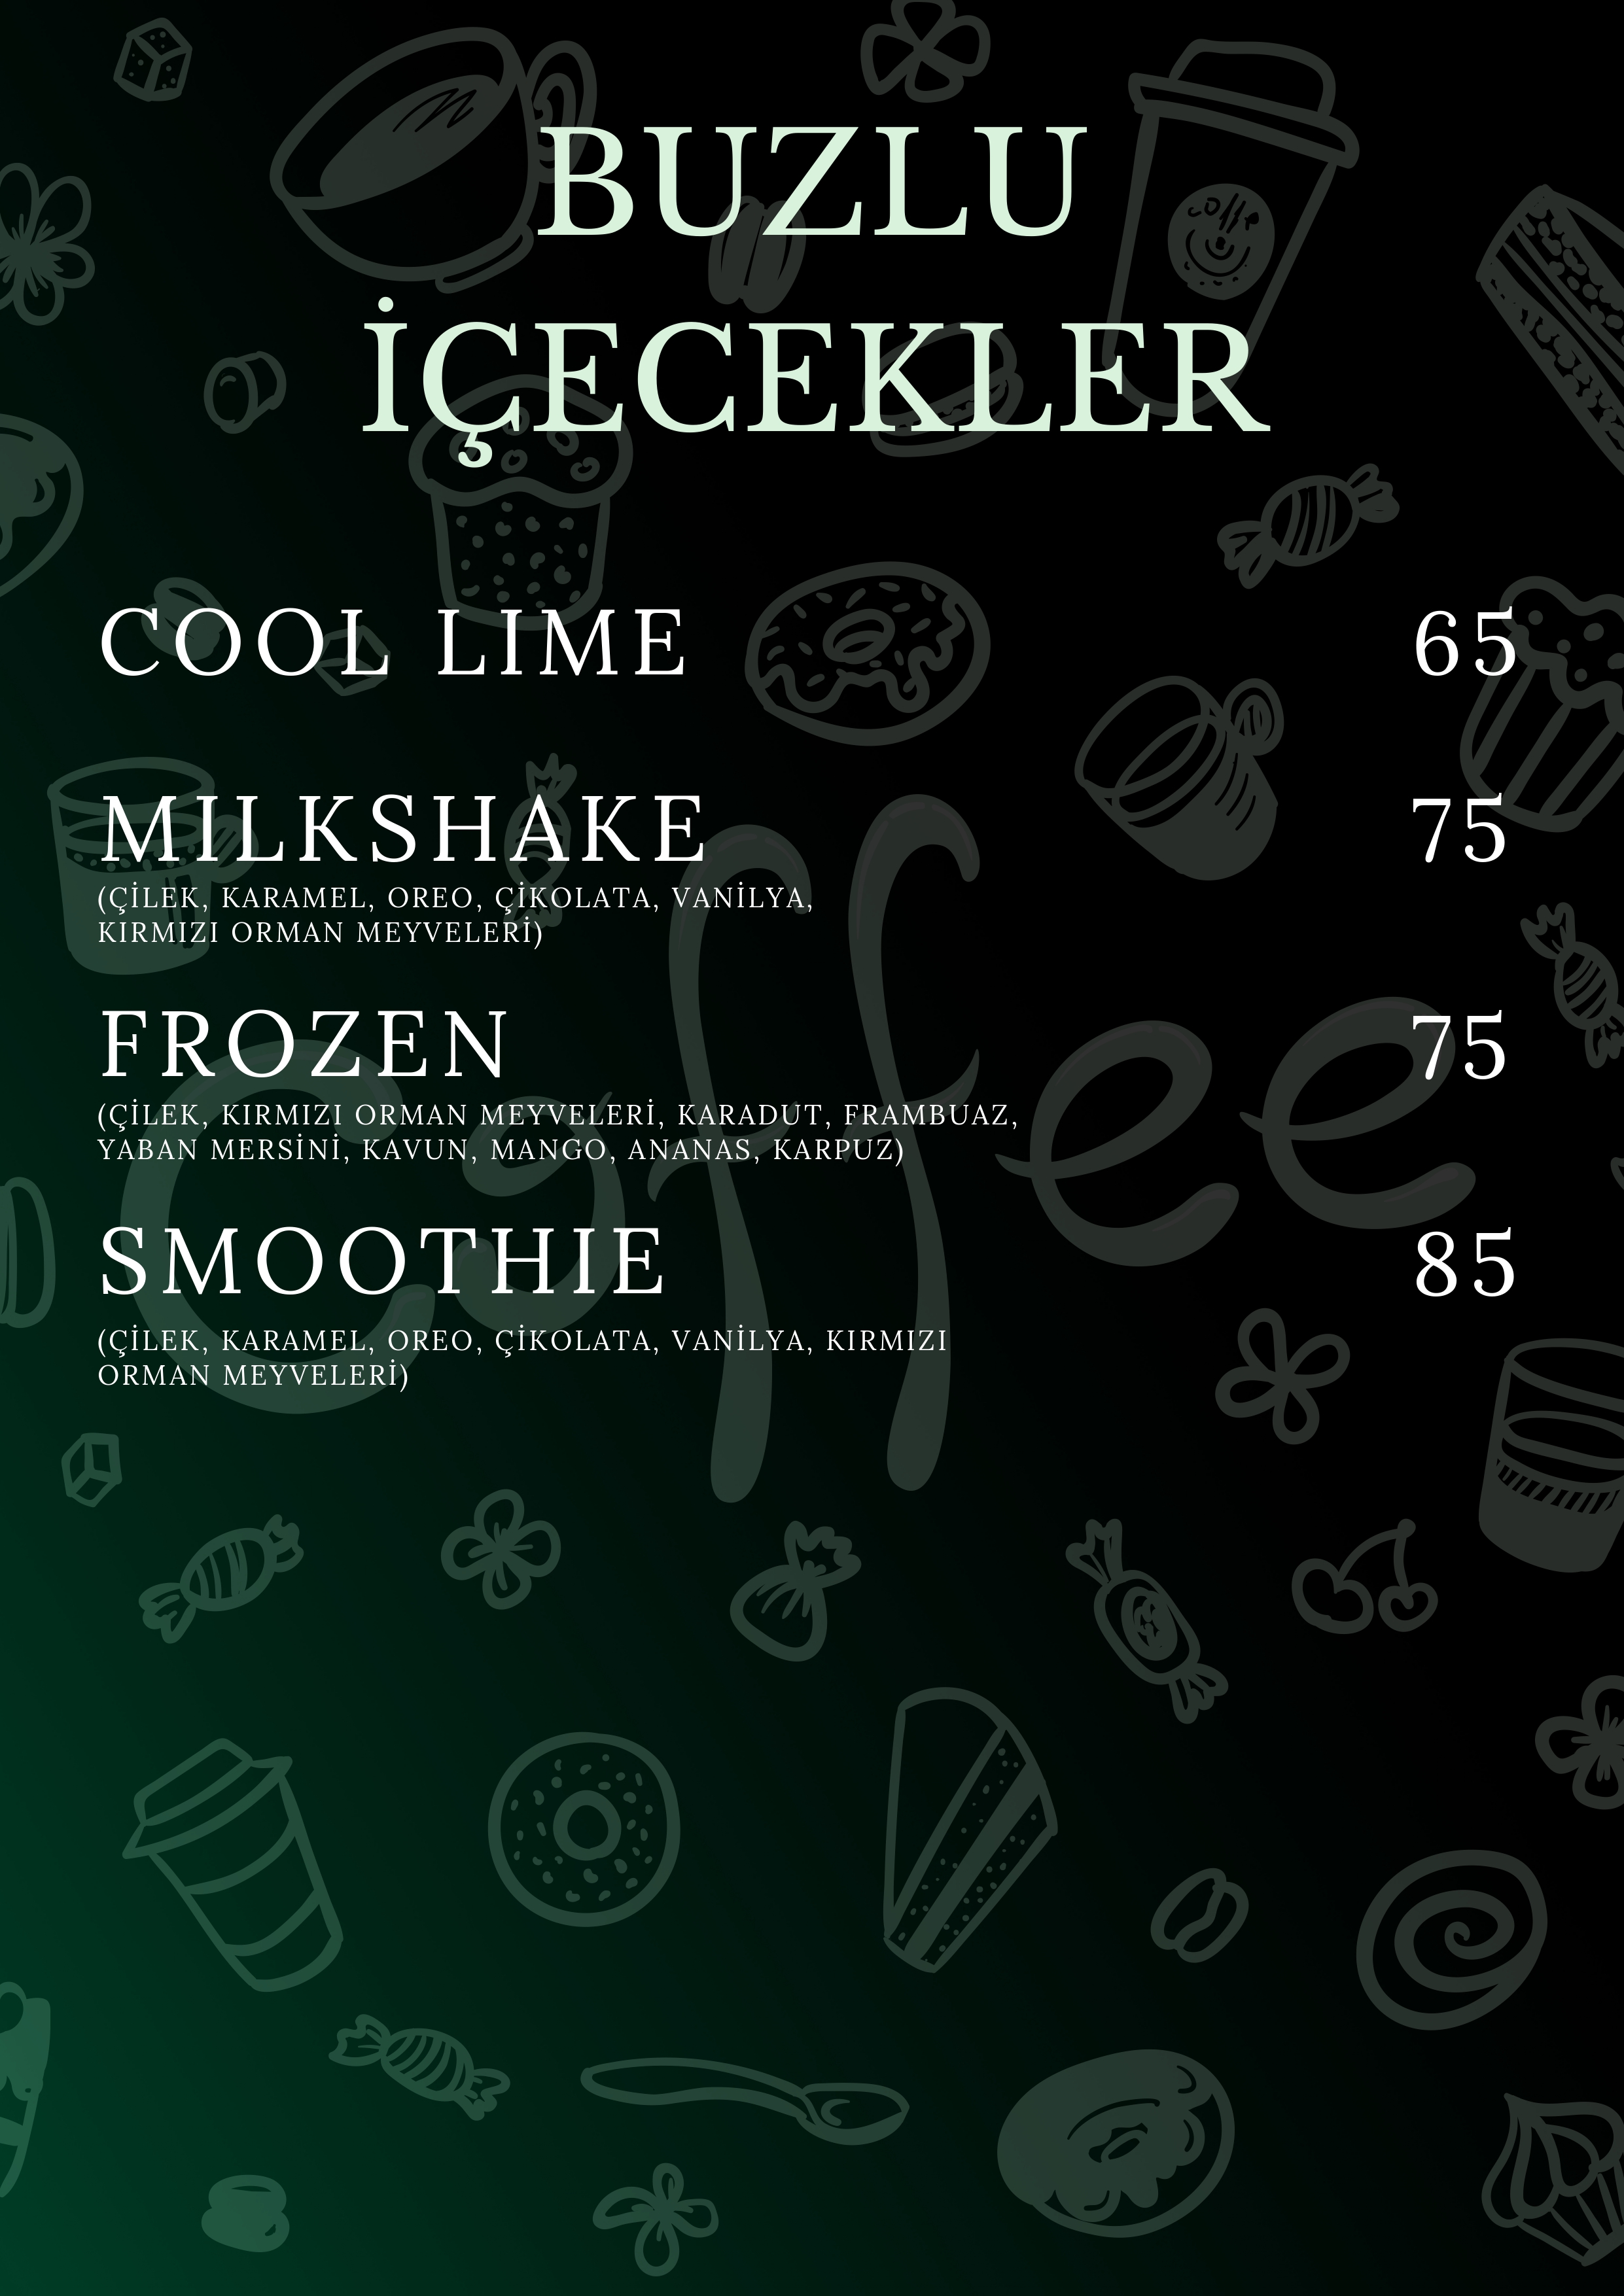 BUZLU
İÇECEKLER
COOL LIME 65
MILKSHAKE 75
(ÇİLEK, KARAMEL, OREO, ÇİKOLATA, VANİLYA,
KIRMIZI ORMAN MEYVELERİ)
FROZEN 75
(ÇİLEK, KIRMIZI ORMAN MEYVELERİ, KARADUT, FRAMBUAZ,
YABAN MERSİNİ, KAVUN, MANGO, ANANAS, KARPUZ)
SMOOTHIE 85
(ÇİLEK, KARAMEL, OREO, ÇİKOLATA, VANİLYA, KIRMIZI
ORMAN MEYVELERİ)
Coffee